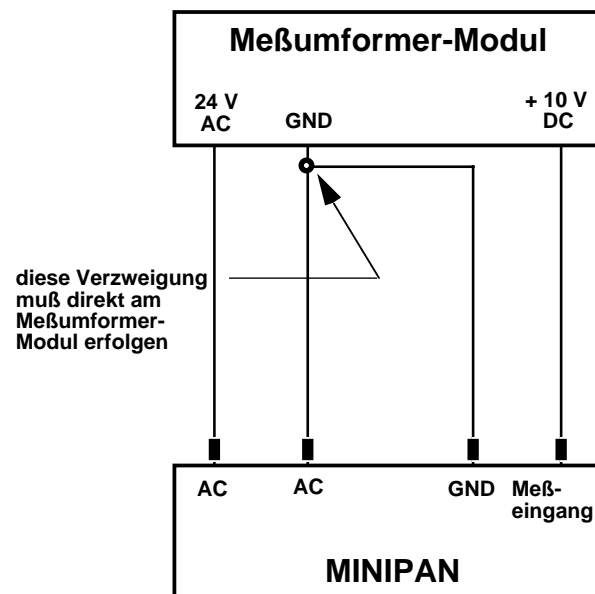 Meßumformer-Modul
24 V
AC
GND
+ 10 V
DC
diese Verzweigung
muß direkt am
Meßumformer-
Modul erfolgen
AC
AC
GND
Meß-
eingang
MINIPAN